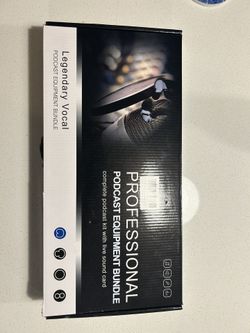 Legendary Vocal
PODCAST EQUIPMENT BUNDLE
PROFESSIONAL
PODCAST EQUIPMENT BUNDLE
complete podcast kit with live sound card